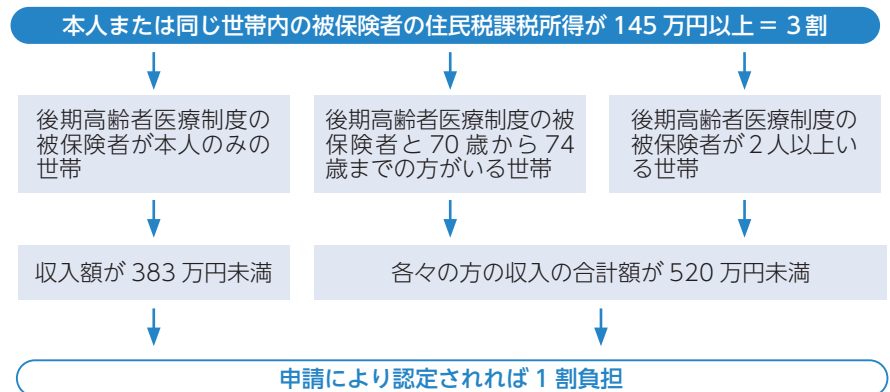 本人または同じ世帯内の被保険者の住民税課税所得が 145 万円以上＝ 3 割
後期高齢者医療制度の
被保険者が本人のみの
世帯
後期高齢者医療制度の被
保険者と 70 歳から 74
歳までの方がいる世帯
後期高齢者医療制度の
被保険者が２人以上い
る世帯
収入額が 383 万円未満
各々の方の収入の合計額が 520 万円未満
申請により認定されれば 1 割負担